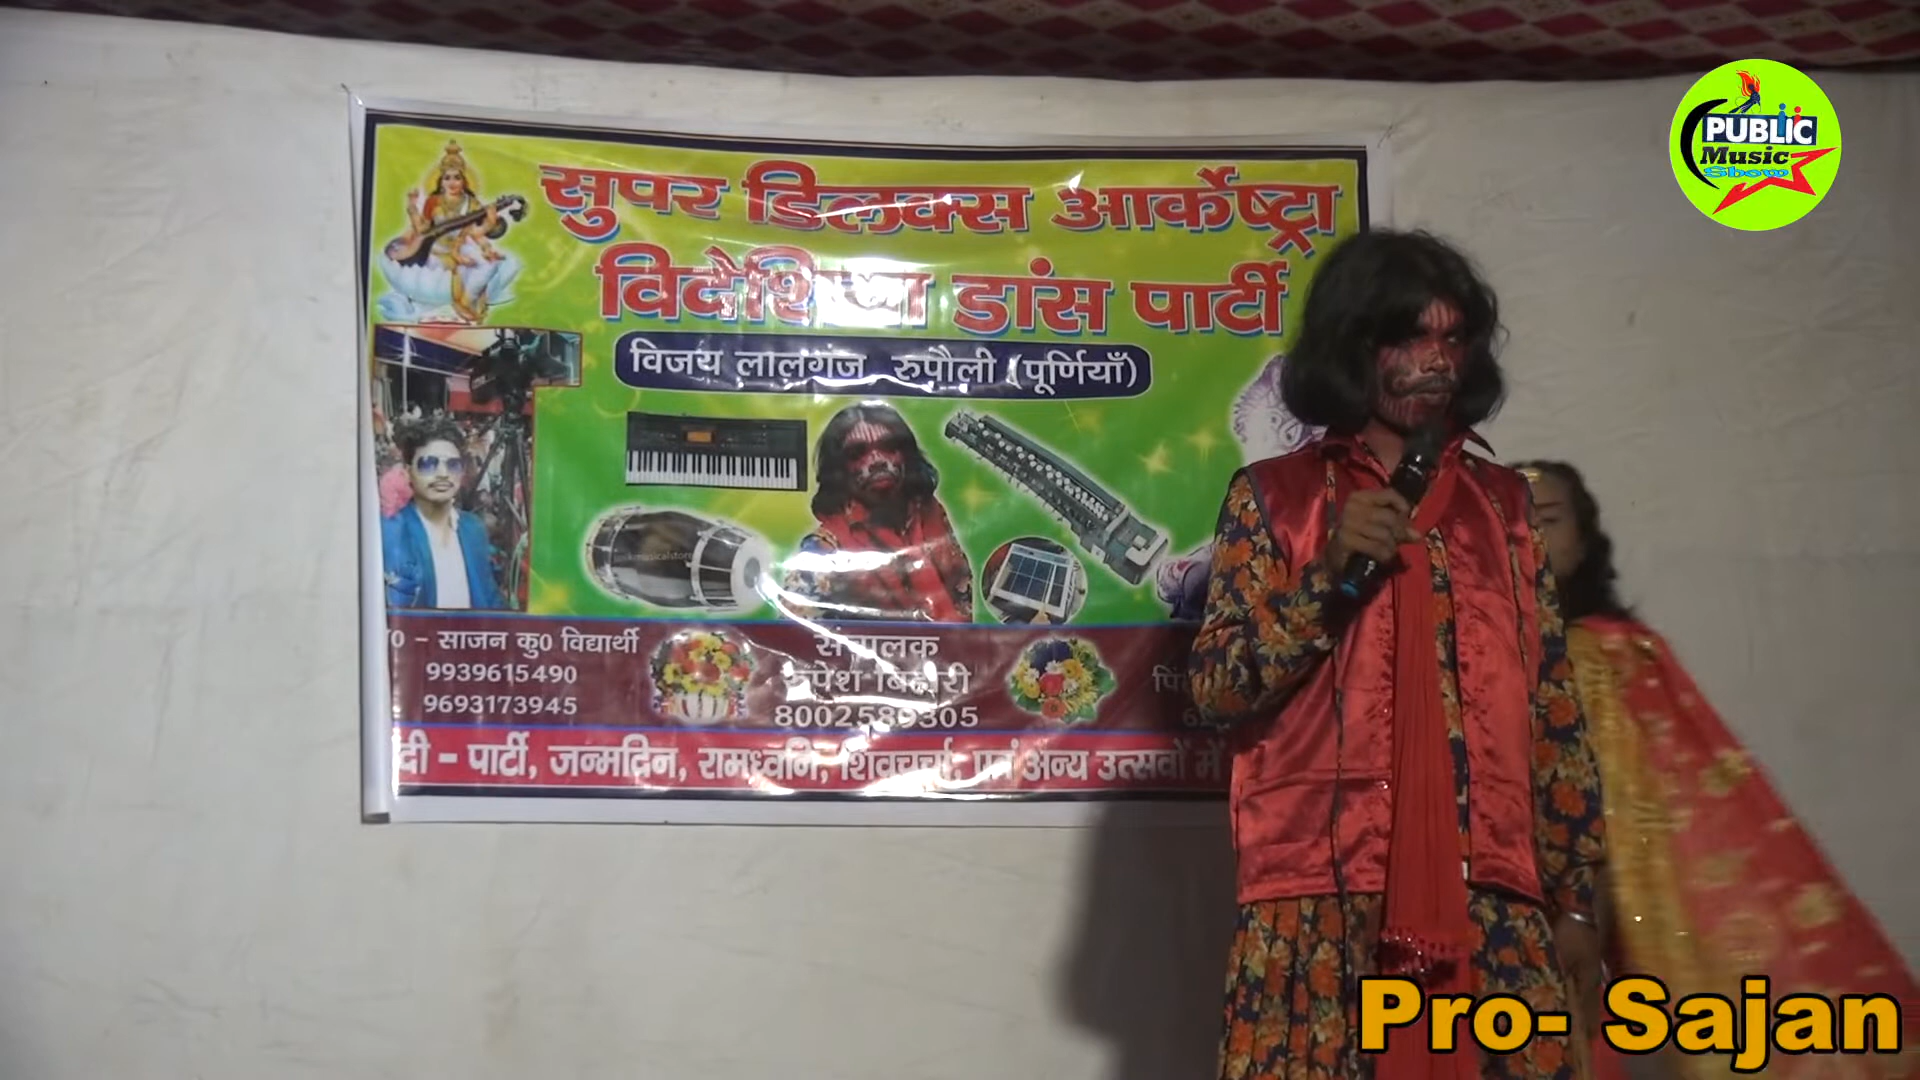 PUBLIC
Music
Show
सुपर डिलक्स आर्केष्ट्रा
विदेशिया डांस पार्टी
विजय लालगंज रुपौली (पूर्णियाँ)
– साजन कु0 विद्यार्थी
9939615490
9693173945
संचालक
रुपेश बिहारी
8002589305
दी – पार्टी, जन्मदिन, रामध्वनि, शिवचर्चा, एवं अन्य उत्सवों में
Pro- Sajan